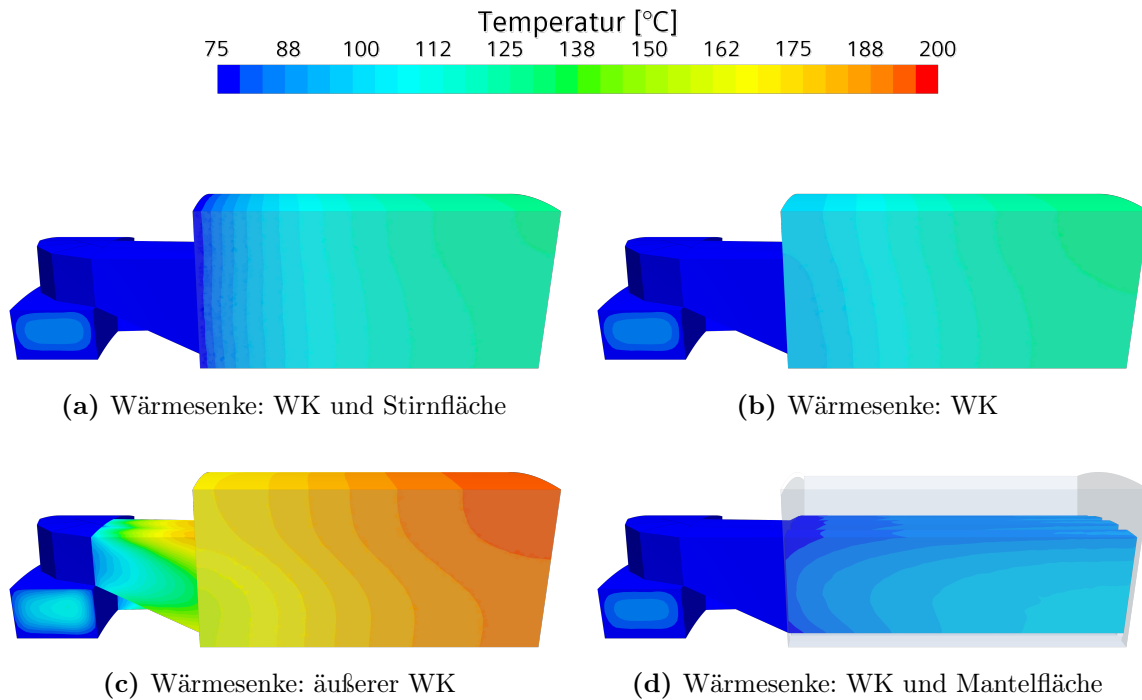 Temperatur [°C]
75 88 100 112 125 138 150 162 175 188 200
(a) Wärmesenke: WK und Stirnfläche
(b) Wärmesenke: WK
(c) Wärmesenke: äußerer WK
(d) Wärmesenke: WK und Mantelfläche